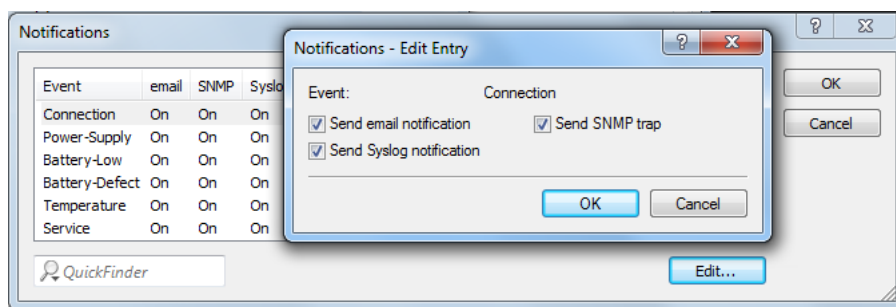 Notifications
Event email SNMP Syslo
Connection On On On
Power-Supply On On On
Battery-Low On On On
Battery-Defect On On On
Temperature On On On
Service On On On
QuickFinder
Edit...
OK
Cancel
Notifications - Edit Entry
Event: Connection
Send email notification Send SNMP trap
Send Syslog notification
OK Cancel